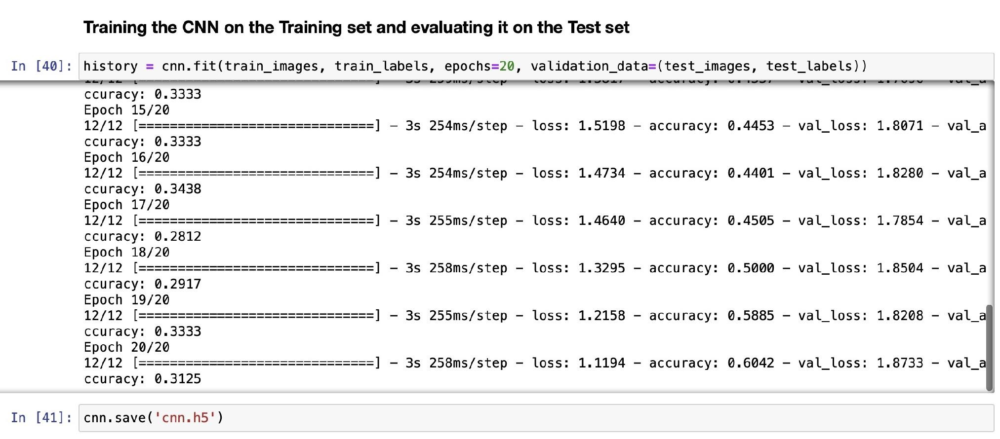 Training the CNN on the Training set and evaluating it on the Test set
In [40]: history = cnn.fit(train_images, train_labels, epochs=20, validation_data=(test_images, test_labels))
12/12 [==============================] - loss: accuracy: val_loss: val_a
ccuracy: 0.3333
Epoch 15/20
12/12 [==============================] - 3s 254ms/step - loss: 1.5198 - accuracy: 0.4453 - val_loss: 1.8071 - val_a
ccuracy: 0.3333
Epoch 16/20
12/12 [==============================] - 3s 254ms/step - loss: 1.4734 - accuracy: 0.4401 - val_loss: 1.8280 - val_a
ccuracy: 0.3438
Epoch 17/20
12/12 [==============================] - 3s 255ms/step - loss: 1.4640 - accuracy: 0.4505 - val_loss: 1.7854 - val_a
ccuracy: 0.2812
Epoch 18/20
12/12 [==============================] - 3s 258ms/step - loss: 1.3295 - accuracy: 0.5000 - val_loss: 1.8504 - val_a
ccuracy: 0.2917
Epoch 19/20
12/12 [==============================] - 3s 255ms/step - loss: 1.2158 - accuracy: 0.5885 - val_loss: 1.8208 - val_a
ccuracy: 0.3333
Epoch 20/20
12/12 [==============================] - 3s 258ms/step - loss: 1.1194 - accuracy: 0.6042 - val_loss: 1.8733 - val_a
ccuracy: 0.3125
In [41]: cnn.save('cnn.h5')